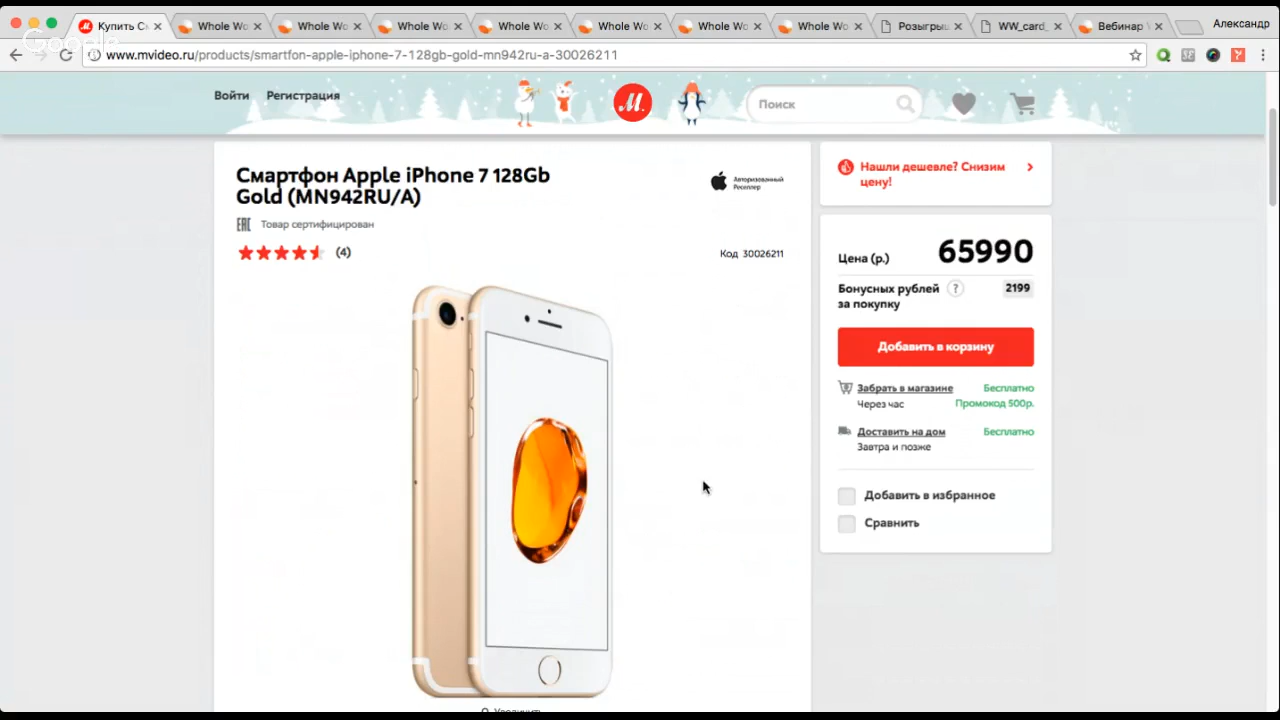 Купить См
Whole Wo
Whole Wo
Whole Wo
Whole Wo
Whole Wo
Whole Wo
Whole Wo
Розыгрыш
WW_card_
Вебинар
Александр
Google
www.mvideo.ru/products/smartfon-apple-iphone-7-128gb-gold-mn942ru-a-30026211
Войти Регистрация
М.
Поиск
Смартфон Apple iPhone 7 128Gb
Gold (MN942RU/A)
Авторизованный
Реселлер
EAC Товар сертифицирован
(4)
Код 30026211
Нашли дешевле? Снизим
цену!
Цена (р.) 65990
Бонусных рублей ? 2199
за покупку
Добавить в корзину
Забрать в магазине Бесплатно
Через час Промокод 500р.
Доставить на дом Бесплатно
Завтра и позже
Добавить в избранное
Сравнить
Увеличить